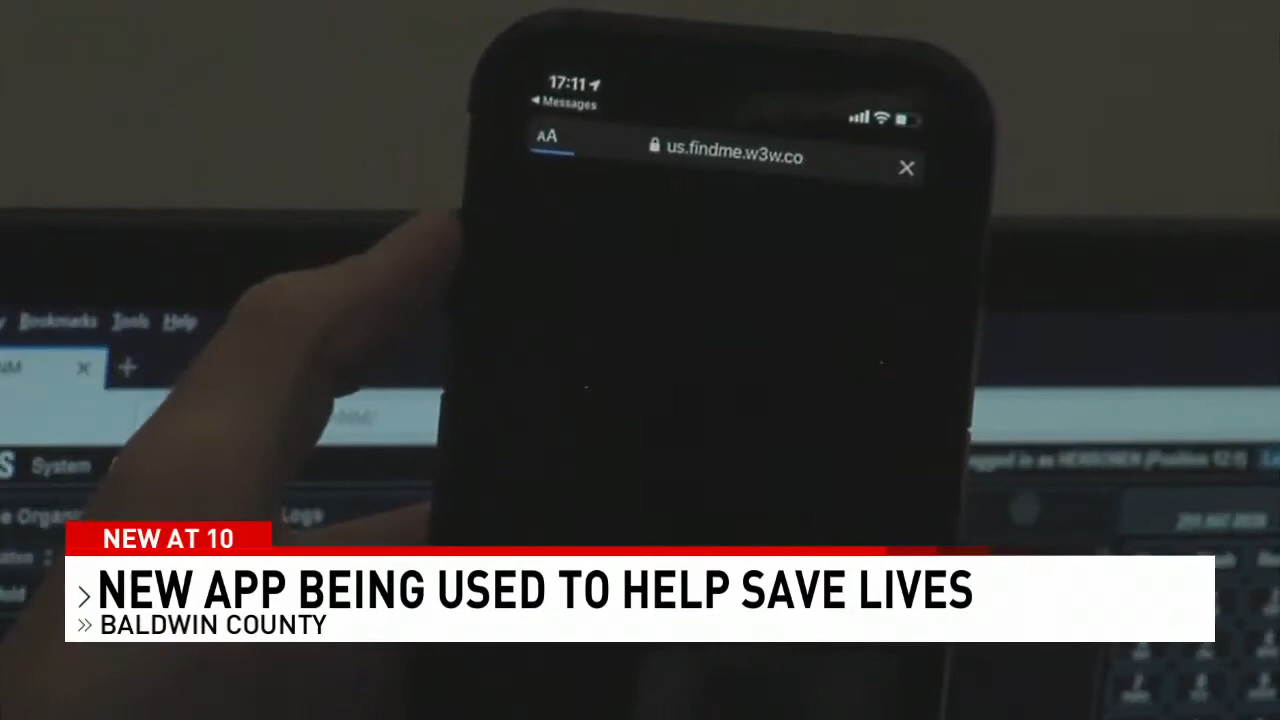 17:11
Messages
AA
us.findme.w3w.co
Bookmarks Tools Help
System
Logs
NEW AT 10
NEW APP BEING USED TO HELP SAVE LIVES
BALDWIN COUNTY